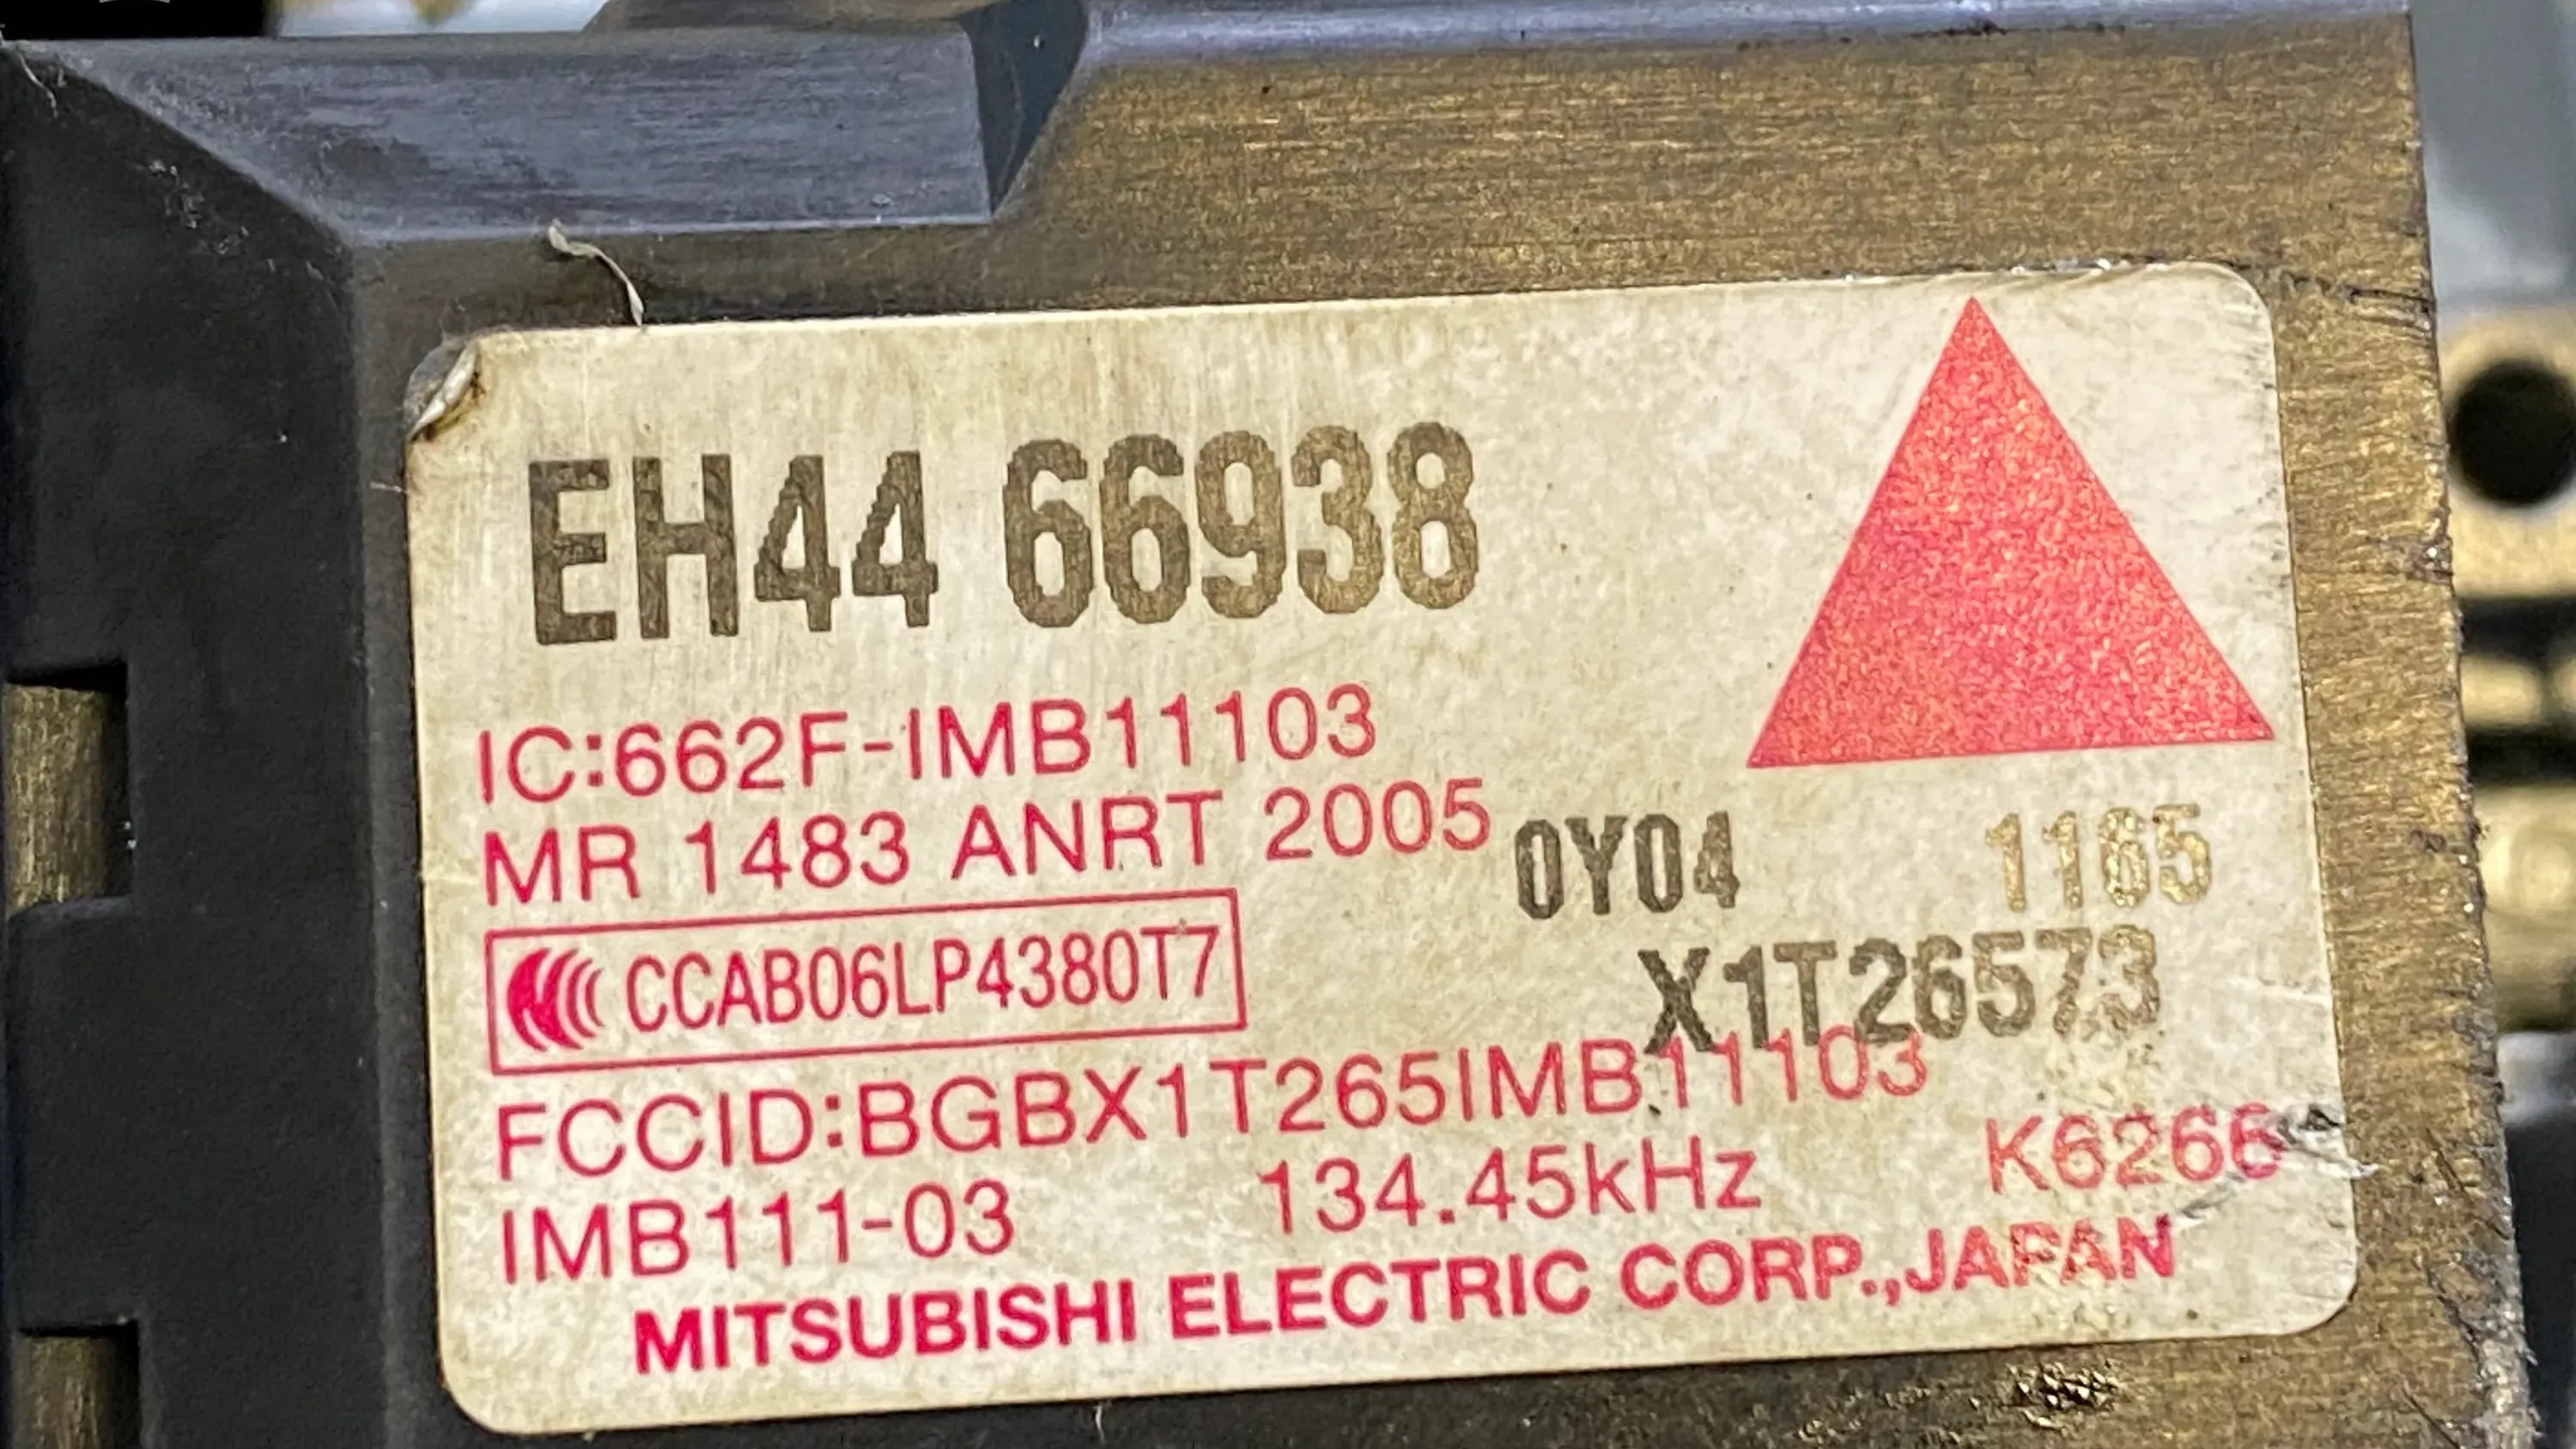 EH44 66938
IC:662F-IMB11103
MR 1483 ANRT 2005
0Y04 1165
CCAB06LP4380T7
X1T26573
FCCID:BGBX1T265IMB11103
IMB111-03 134.45kHz K6266
MITSUBISHI ELECTRIC CORP.,JAPAN